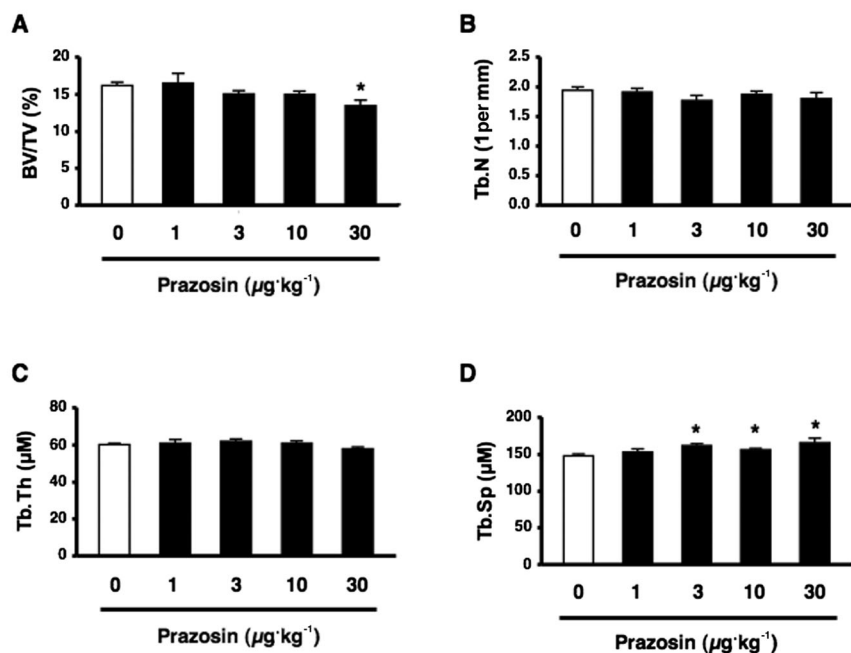 A
BV/TV (%)
20
15
10
5
0
*
0 1 3 10 30
Prazosin (µg·kg⁻¹)
B
Tb.N (1per mm)
2.5
2.0
1.5
1.0
0.5
0.0
0 1 3 10 30
Prazosin (µg·kg⁻¹)
C
Tb.Th (µM)
80
60
40
20
0
0 1 3 10 30
Prazosin (µg·kg⁻¹)
D
Tb.Sp (µM)
200
150
100
50
0
* * *
0 1 3 10 30
Prazosin (µg·kg⁻¹)